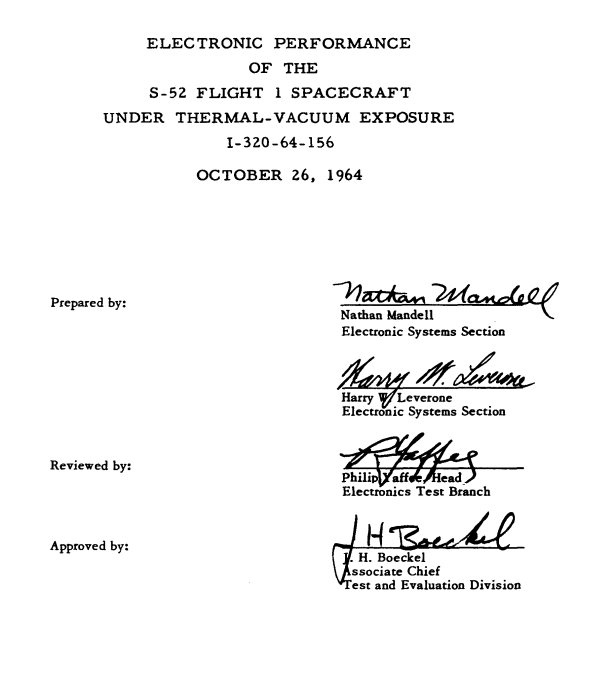 ELECTRONIC PERFORMANCE
OF THE
S-52 FLIGHT 1 SPACECRAFT
UNDER THERMAL-VACUUM EXPOSURE
I-320-64-156
OCTOBER 26, 1964
Prepared by:
Nathan Mandell
Nathan Mandell
Electronic Systems Section
Harry W. Leverone
Harry W. Leverone
Electronic Systems Section
Reviewed by:
P Yaffee
Philip Yaffee, Head
Electronics Test Branch
Approved by:
J H Boeckel
J. H. Boeckel
Associate Chief
Test and Evaluation Division